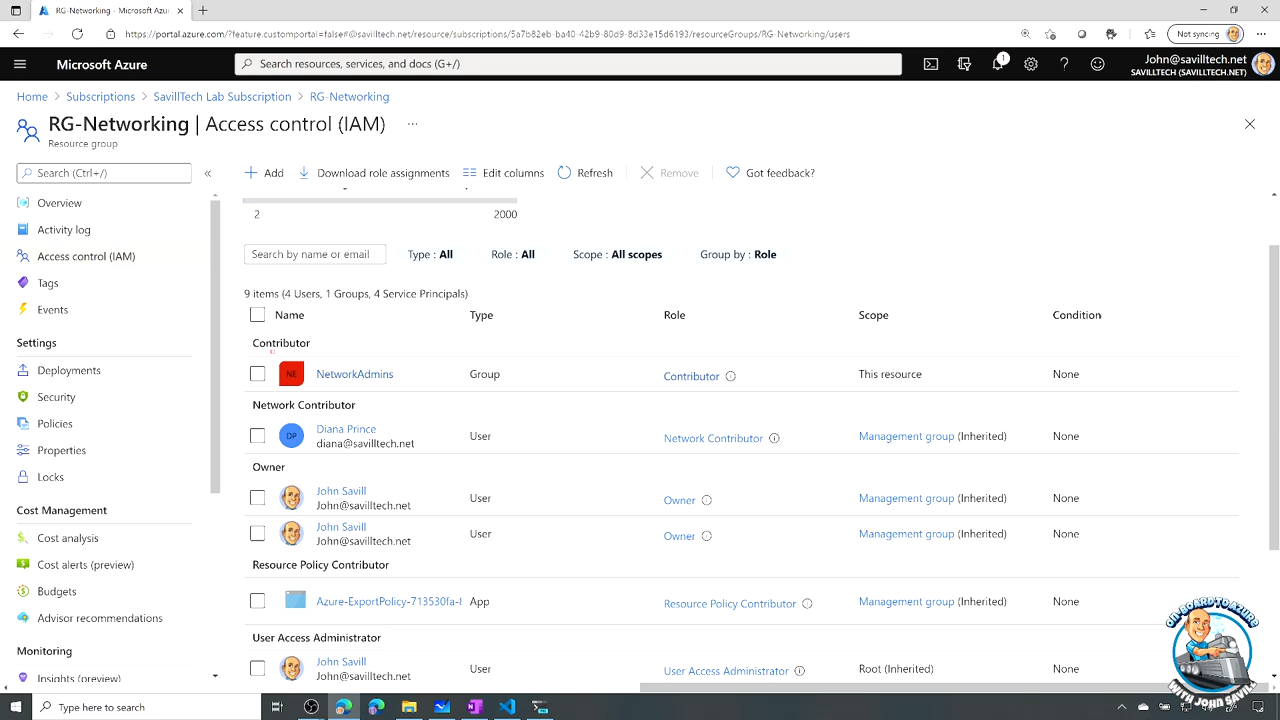 RG-Networking - Microsoft Azur
https://portal.azure.com/?feature.customportal=false#@savilltech.net/resource/subscriptions/5a7b82eb-ba40-42b9-80d9-8d33e15d6193/resourceGroups/RG-Networking/users
Not syncing
Microsoft Azure
Search resources, services, and docs (G+/)
1
John@savilltech.net
SAVILLTECH (SAVILLTECH.NET)
Home > Subscriptions > SavillTech Lab Subscription > RG-Networking
RG-Networking | Access control (IAM) ...
Resource group
Search (Ctrl+/)
Add
Download role assignments
Edit columns
Refresh
Remove
Got feedback?
Overview
Activity log
Access control (IAM)
Tags
Events
Settings
Deployments
Security
Policies
Properties
Locks
Cost Management
Cost analysis
Cost alerts (preview)
Budgets
Advisor recommendations
Monitoring
Insights (preview)
2 2000
Search by name or email
Type : All
Role : All
Scope : All scopes
Group by : Role
9 items (4 Users, 1 Groups, 4 Service Principals)
Name Type Role Scope Condition
Contributor
NE NetworkAdmins Group Contributor This resource None
Network Contributor
DP Diana Prince
diana@savilltech.net User Network Contributor Management group (Inherited) None
Owner
John Savill
John@savilltech.net User Owner Management group (Inherited) None
John Savill
John@savilltech.net User Owner Management group (Inherited) None
Resource Policy Contributor
Azure-ExportPolicy-713530fa- App Resource Policy Contributor Management group (Inherited) None
User Access Administrator
John Savill
John@savilltech.net User User Access Administrator Root (Inherited) None
ON-BOARD TO AZURE
WITH JOHN SAVILL
Type here to search